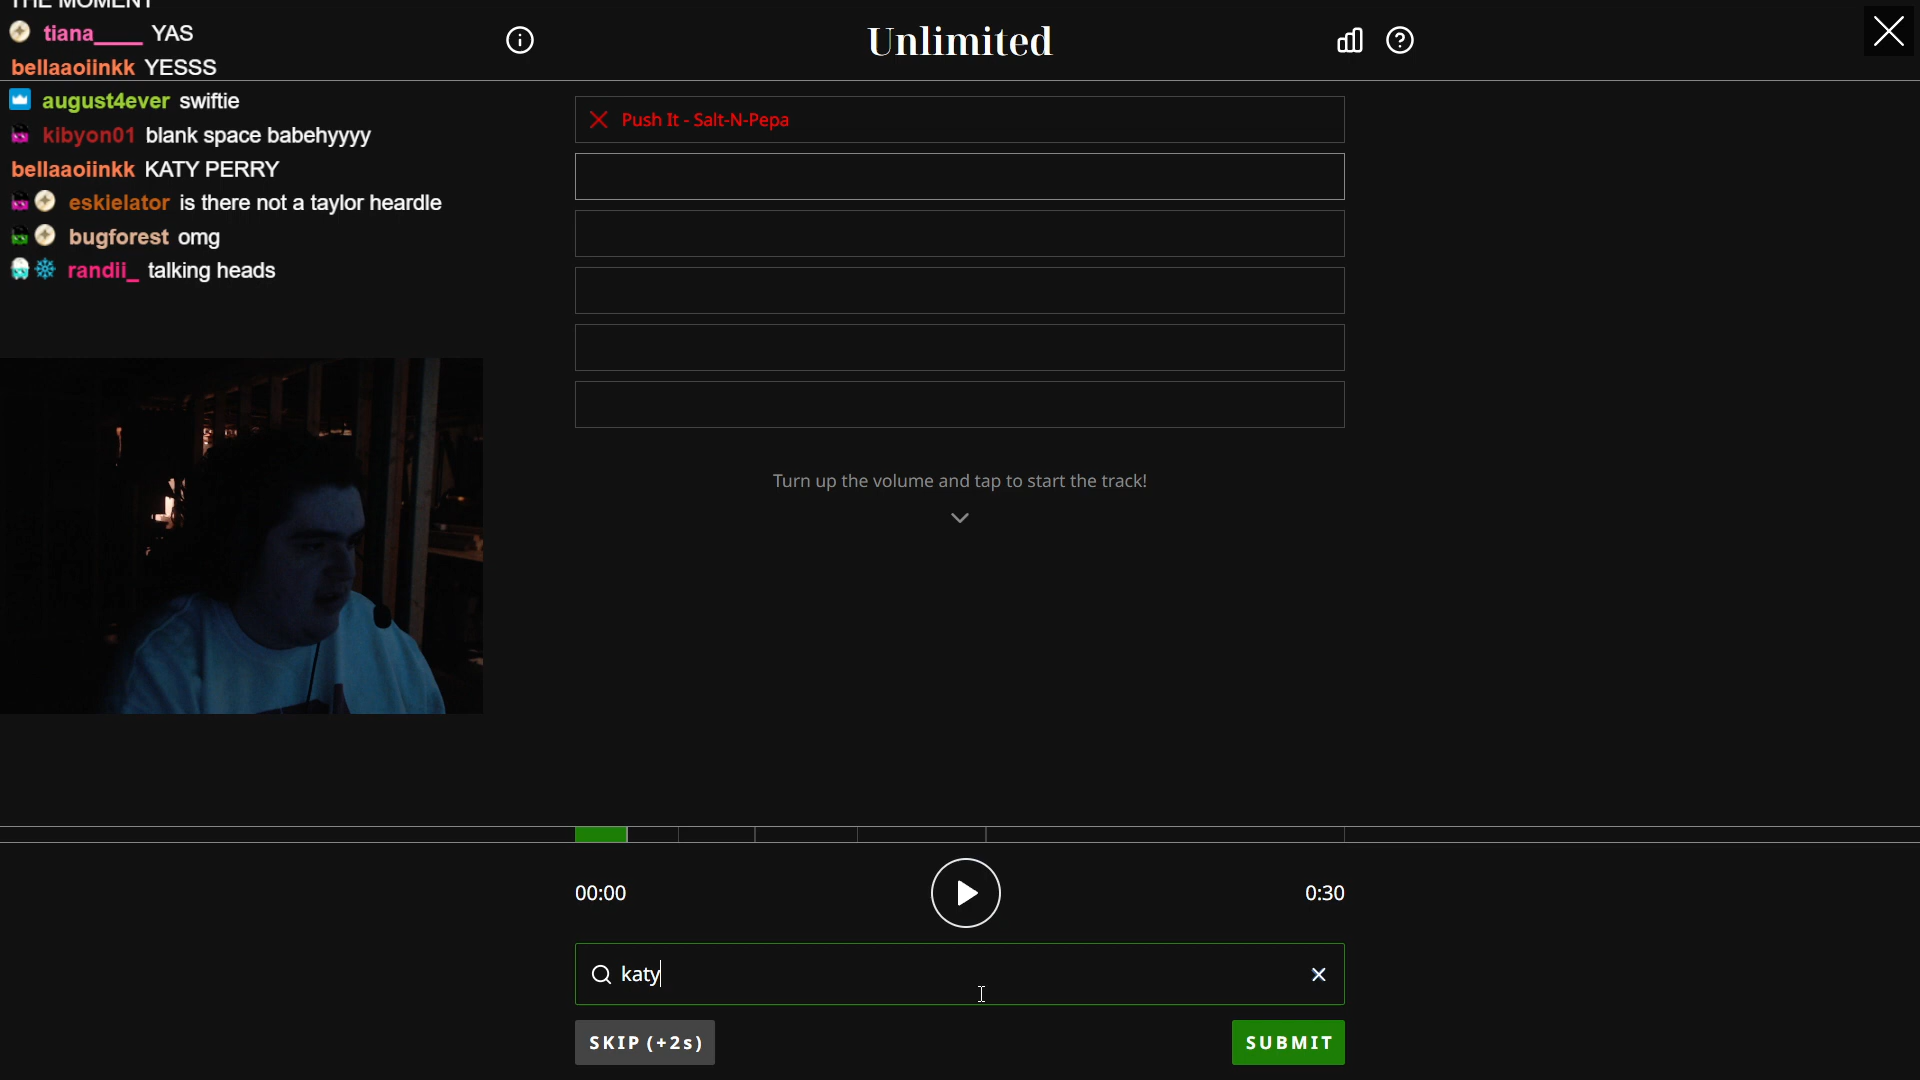 tiana____ YAS
bellaaoiinkk YESSS
august4ever swiftie
kibyon01 blank space babehyyyy
bellaaoiinkk KATY PERRY
eskielator is there not a taylor heardle
bugforest omg
randii_ talking heads
Unlimited
Push It - Salt-N-Pepa
Turn up the volume and tap to start the track!
00:00
0:30
katy
SKIP (+2s)
SUBMIT